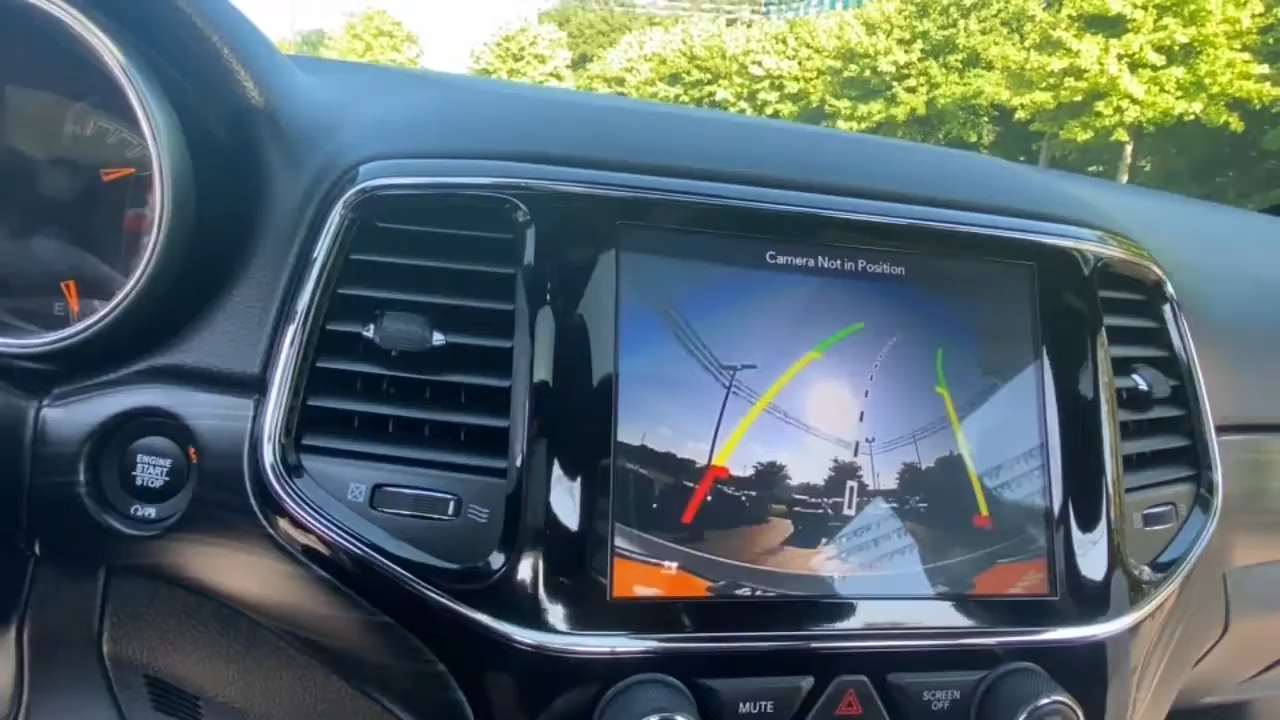 Camera Not in Position
E
ENGINE
START
STOP
MUTE
SCREEN
OFF